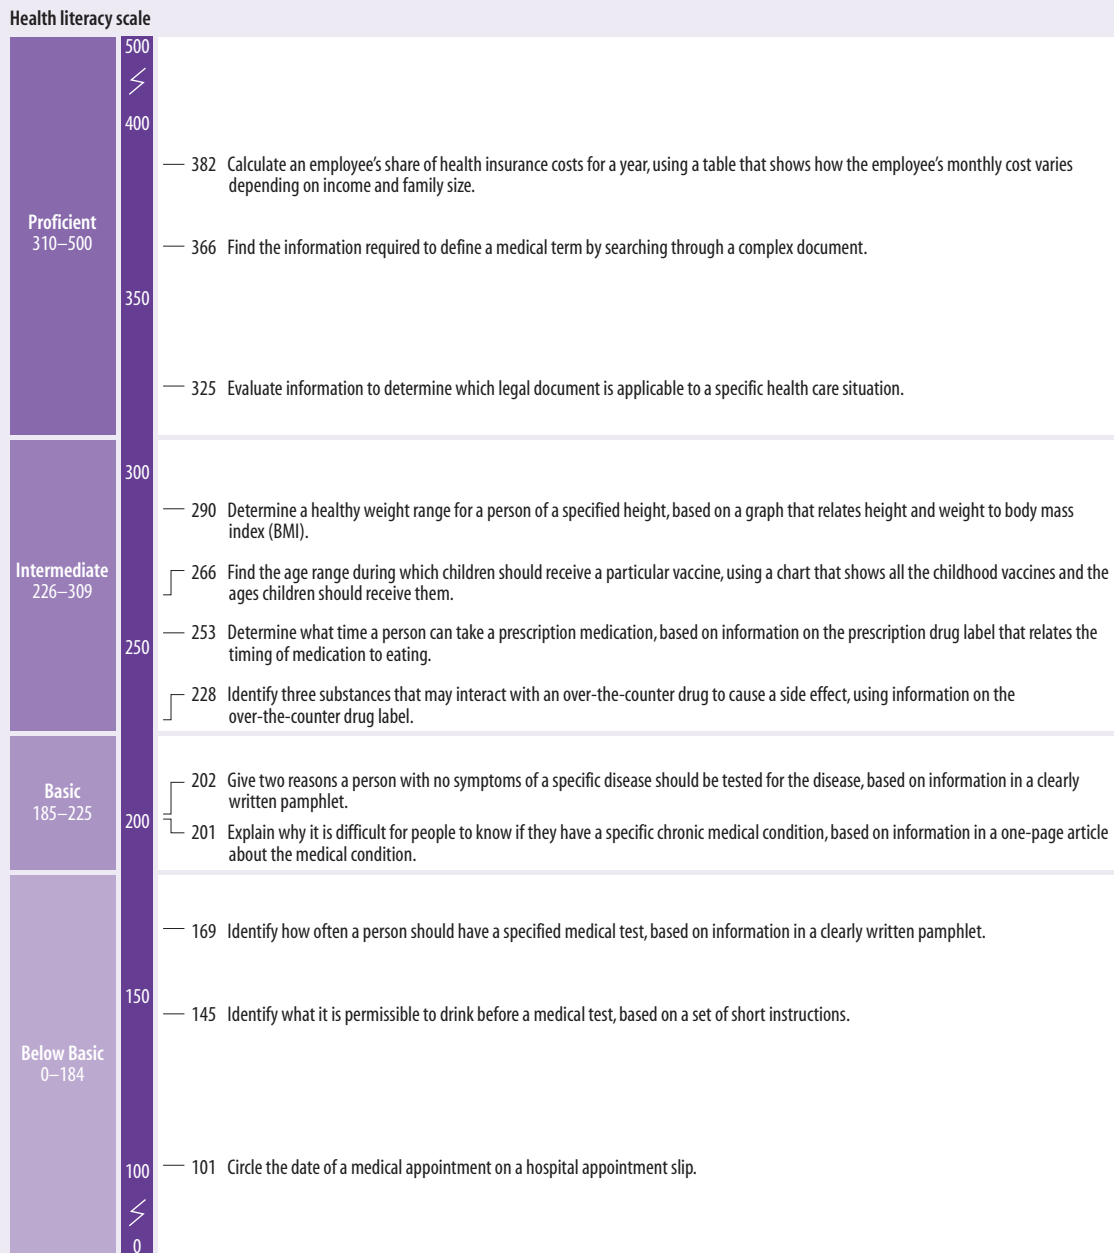 Health literacy scale
500
400
382 Calculate an employee's share of health insurance costs for a year, using a table that shows how the employee's monthly cost varies
depending on income and family size.
Proficient
310–500
366 Find the information required to define a medical term by searching through a complex document.
350
325 Evaluate information to determine which legal document is applicable to a specific health care situation.
300
290 Determine a healthy weight range for a person of a specified height, based on a graph that relates height and weight to body mass
index (BMI).
Intermediate
226–309
266 Find the age range during which children should receive a particular vaccine, using a chart that shows all the childhood vaccines and the
ages children should receive them.
253 Determine what time a person can take a prescription medication, based on information on the prescription drug label that relates the
timing of medication to eating.
250
228 Identify three substances that may interact with an over-the-counter drug to cause a side effect, using information on the
over-the-counter drug label.
Basic
185–225
202 Give two reasons a person with no symptoms of a specific disease should be tested for the disease, based on information in a clearly
written pamphlet.
200
201 Explain why it is difficult for people to know if they have a specific chronic medical condition, based on information in a one-page article
about the medical condition.
169 Identify how often a person should have a specified medical test, based on information in a clearly written pamphlet.
150
145 Identify what it is permissible to drink before a medical test, based on a set of short instructions.
Below Basic
0–184
101 Circle the date of a medical appointment on a hospital appointment slip.
100
0